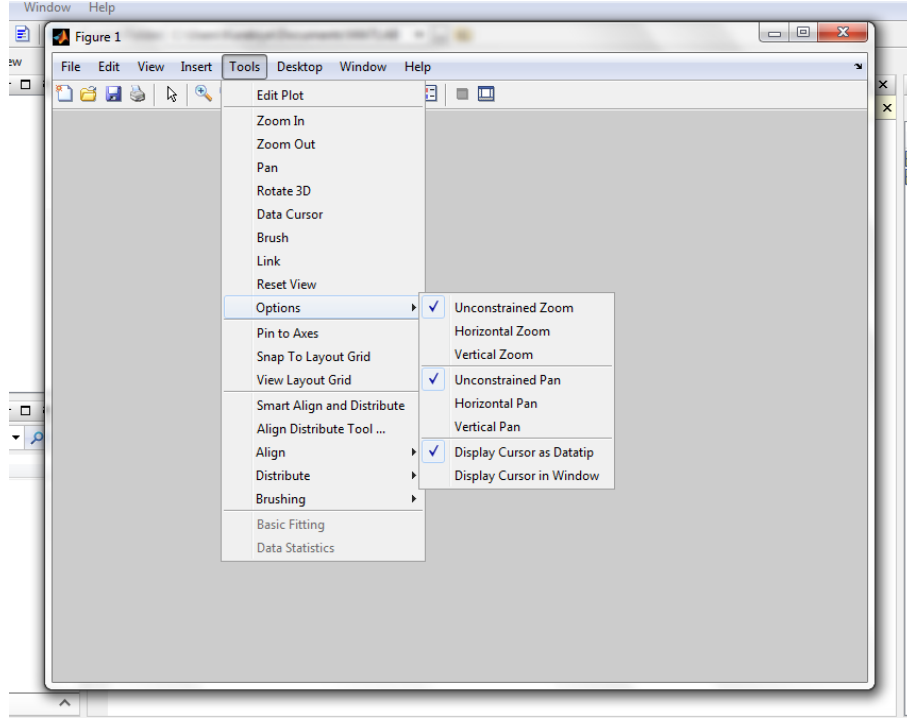 Window Help
Figure 1
ew
File Edit View Insert Tools Desktop Window Help
Edit Plot
Zoom In
Zoom Out
Pan
Rotate 3D
Data Cursor
Brush
Link
Reset View
Options
Unconstrained Zoom
Horizontal Zoom
Vertical Zoom
Unconstrained Pan
Horizontal Pan
Vertical Pan
Display Cursor as Datatip
Display Cursor in Window
Pin to Axes
Snap To Layout Grid
View Layout Grid
Smart Align and Distribute
Align Distribute Tool ...
Align
Distribute
Brushing
Basic Fitting
Data Statistics